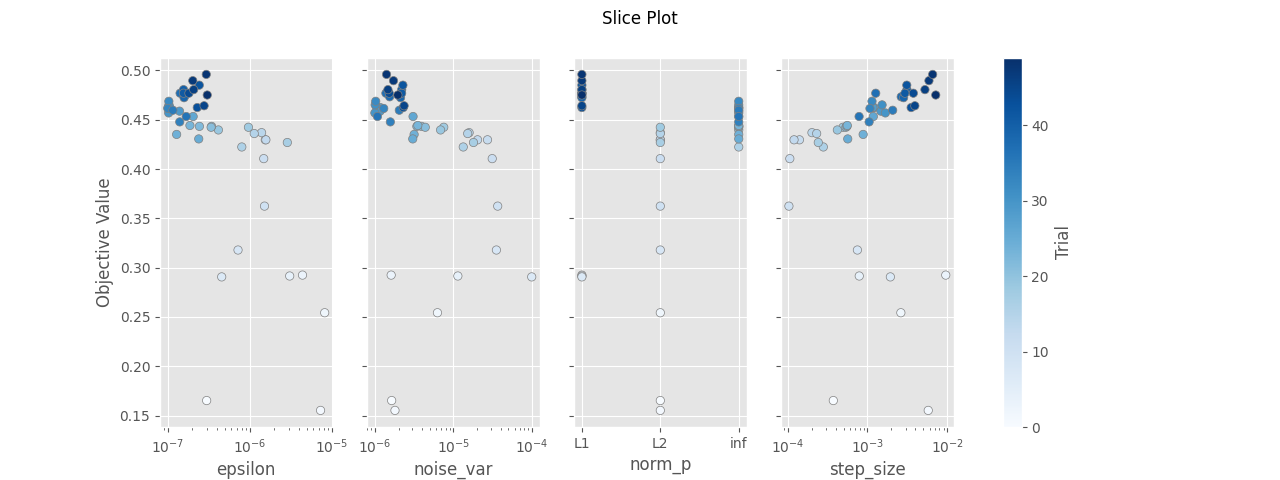 Slice Plot
Objective Value
0.50
0.45
0.40
0.35
0.30
0.25
0.20
0.15
10⁻⁷ 10⁻⁶ 10⁻⁵
epsilon
10⁻⁶ 10⁻⁵ 10⁻⁴
noise_var
L1 L2 inf
norm_p
10⁻⁴ 10⁻³ 10⁻²
step_size
40
30
20
10
0
Trial